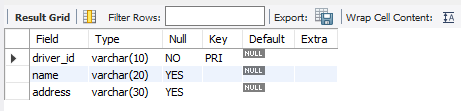 Result Grid Filter Rows: Export: Wrap Cell Content: IA
Field Type Null Key Default Extra
driver_id varchar(10) NO PRI NULL
name varchar(20) YES NULL
address varchar(30) YES NULL